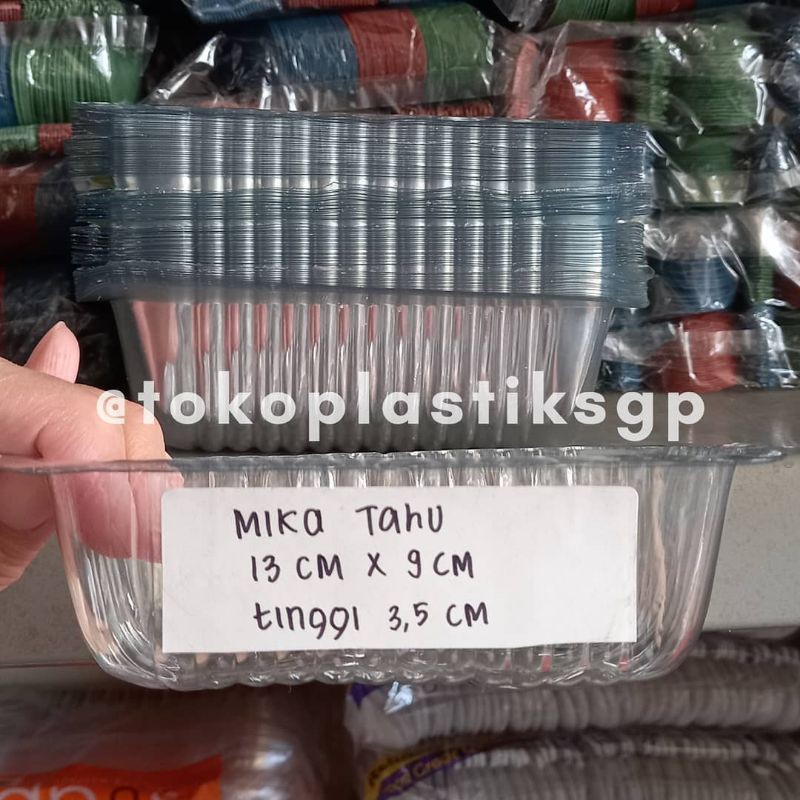 @tokoplastiksgp
MIKa Tahu
13 CM X 9 CM
tinggi 3,5 CM